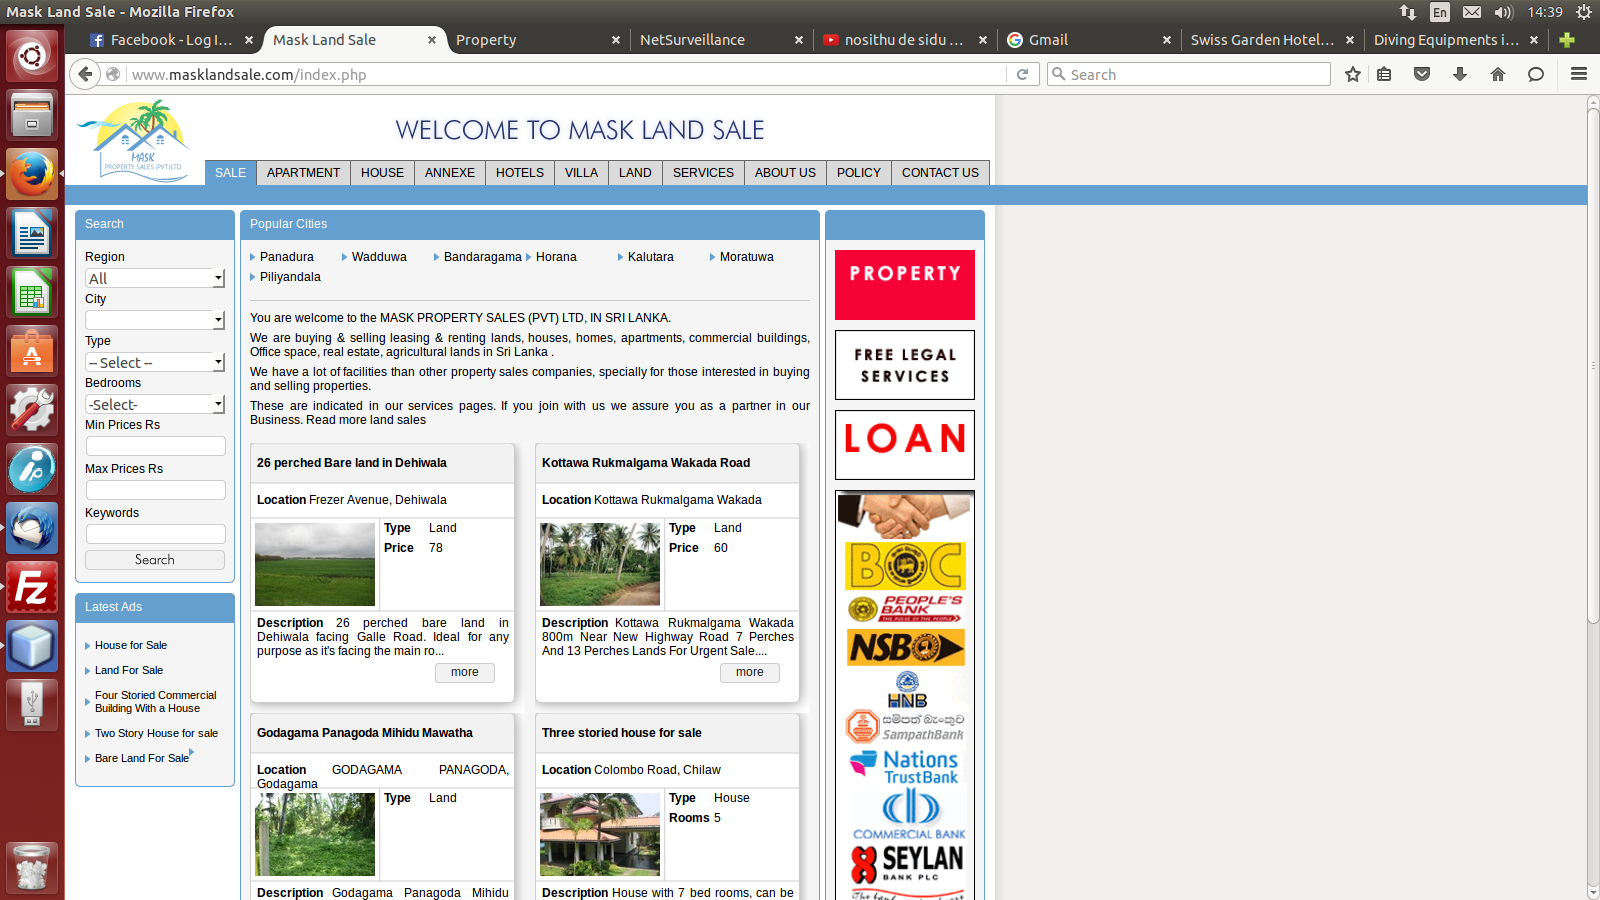 Mask Land Sale - Mozilla Firefox
En
14:39
Facebook - Log I...
Mask Land Sale
Property
NetSurveillance
nosithu de sidu ...
Gmail
Swiss Garden Hotel...
Diving Equipments i...
www.masklandsale.com/index.php
Search
MASK
PROPERTY SALES (PVT)LTD
WELCOME TO MASK LAND SALE
SALE
APARTMENT
HOUSE
ANNEXE
HOTELS
VILLA
LAND
SERVICES
ABOUT US
POLICY
CONTACT US
Search
Region
All
City
Type
-- Select --
Bedrooms
-Select-
Min Prices Rs
Max Prices Rs
Keywords
Search
Latest Ads
House for Sale
Land For Sale
Four Storied Commercial
Building With a House
Two Story House for sale
Bare Land For Sale
Popular Cities
Panadura
Wadduwa
Bandaragama
Horana
Kalutara
Moratuwa
Piliyandala
You are welcome to the MASK PROPERTY SALES (PVT) LTD, IN SRI LANKA.
We are buying & selling leasing & renting lands, houses, homes, apartments, commercial buildings,
Office space, real estate, agricultural lands in Sri Lanka .
We have a lot of facilities than other property sales companies, specially for those interested in buying
and selling properties.
These are indicated in our services pages. If you join with us we assure you as a partner in our
Business. Read more land sales
26 perched Bare land in Dehiwala
Location Frezer Avenue, Dehiwala
Type Land
Price 78
Description 26 perched bare land in
Dehiwala facing Galle Road. Ideal for any
purpose as it's facing the main ro...
more
Kottawa Rukmalgama Wakada Road
Location Kottawa Rukmalgama Wakada
Type Land
Price 60
Description Kottawa Rukmalgama Wakada
800m Near New Highway Road 7 Perches
And 13 Perches Lands For Urgent Sale....
more
Godagama Panagoda Mihidu Mawatha
Location GODAGAMA PANAGODA,
Godagama
Type Land
Description Godagama Panagoda Mihidu
Three storied house for sale
Location Colombo Road, Chilaw
Type House
Rooms 5
Description House with 7 bed rooms, can be
PROPERTY
FREE LEGAL
SERVICES
LOAN
BOC
PEOPLE'S
BANK
THE PULSE OF THE PEOPLE
NSB
HNB
සම්පත් බැංකුව
SampathBank
Nations
Trust Bank
COMMERCIAL BANK
SEYLAN
BANK PLC